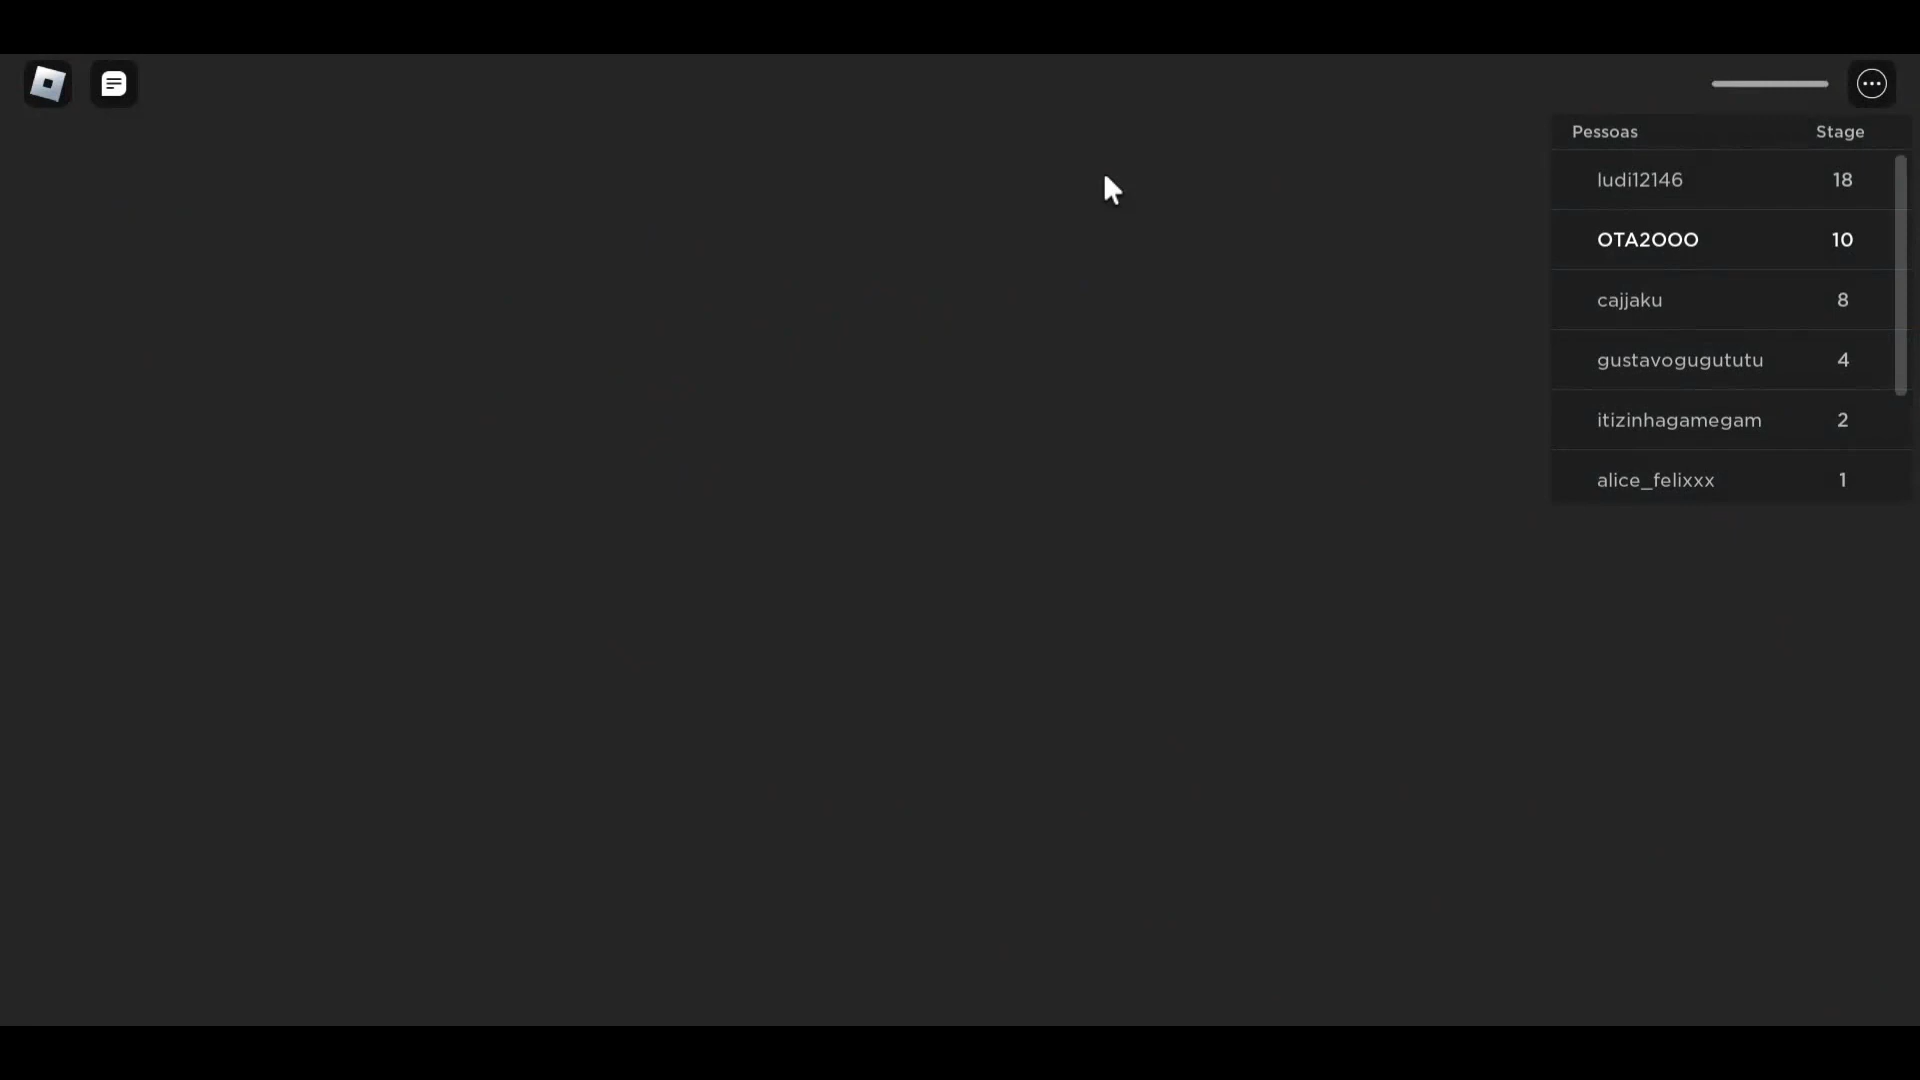 Pessoas Stage
ludi12146 18
OTA2OOO 10
cajjaku 8
gustavogugututu 4
itizinhagamegam 2
alice_felixxx 1